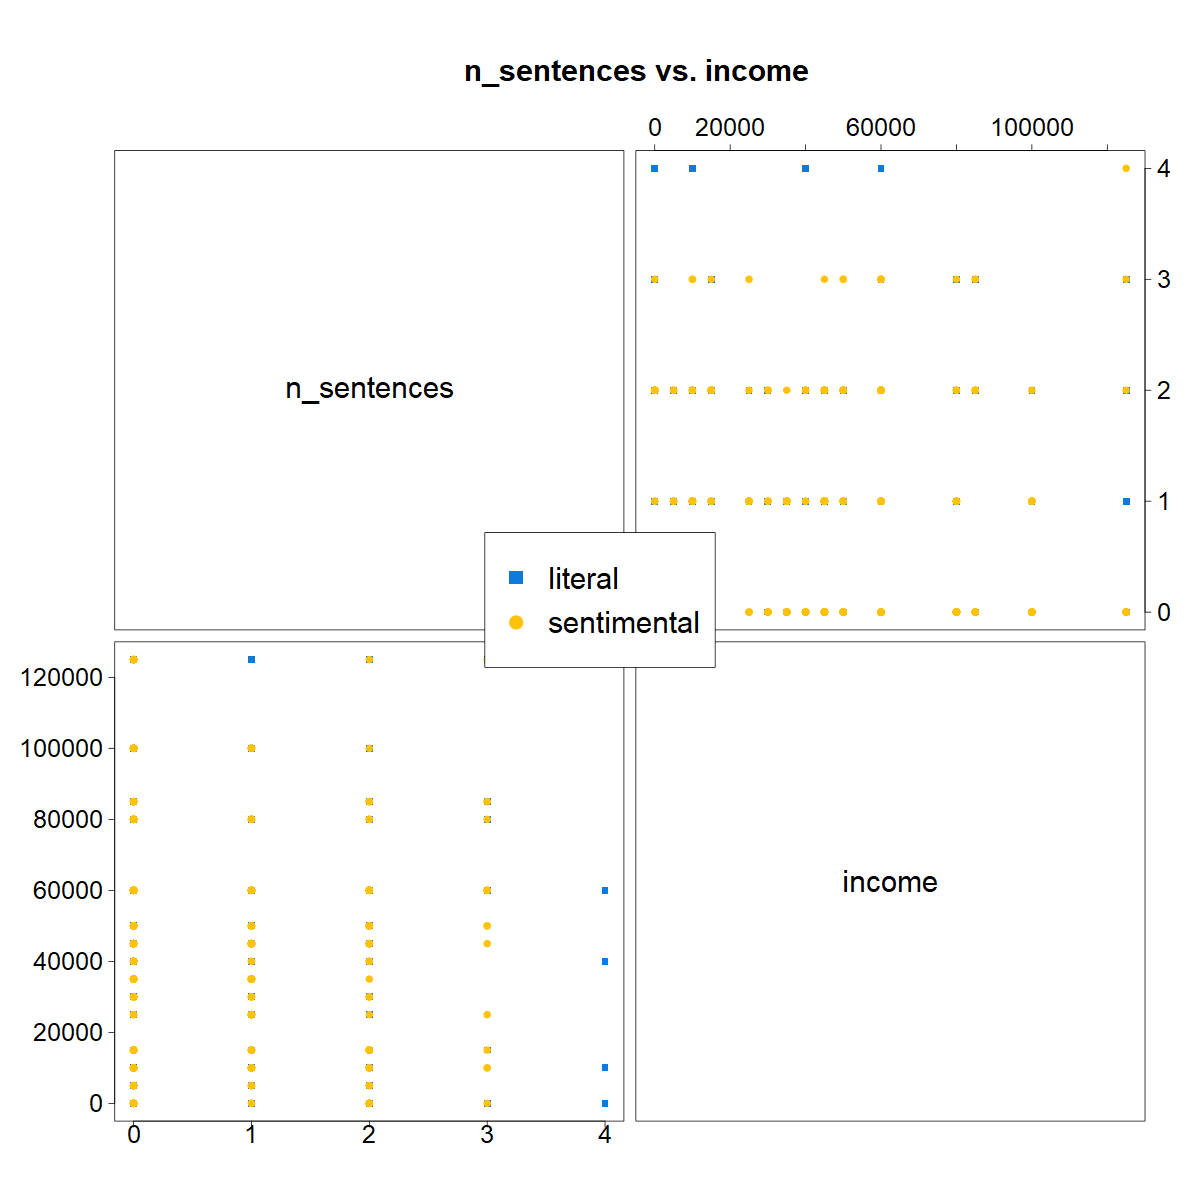 n_sentences vs. income
0 20000 60000 100000
4
3
n_sentences
2
1
literal
sentimental
0
120000
100000
80000
income
60000
40000
20000
0
0 1 2 3 4